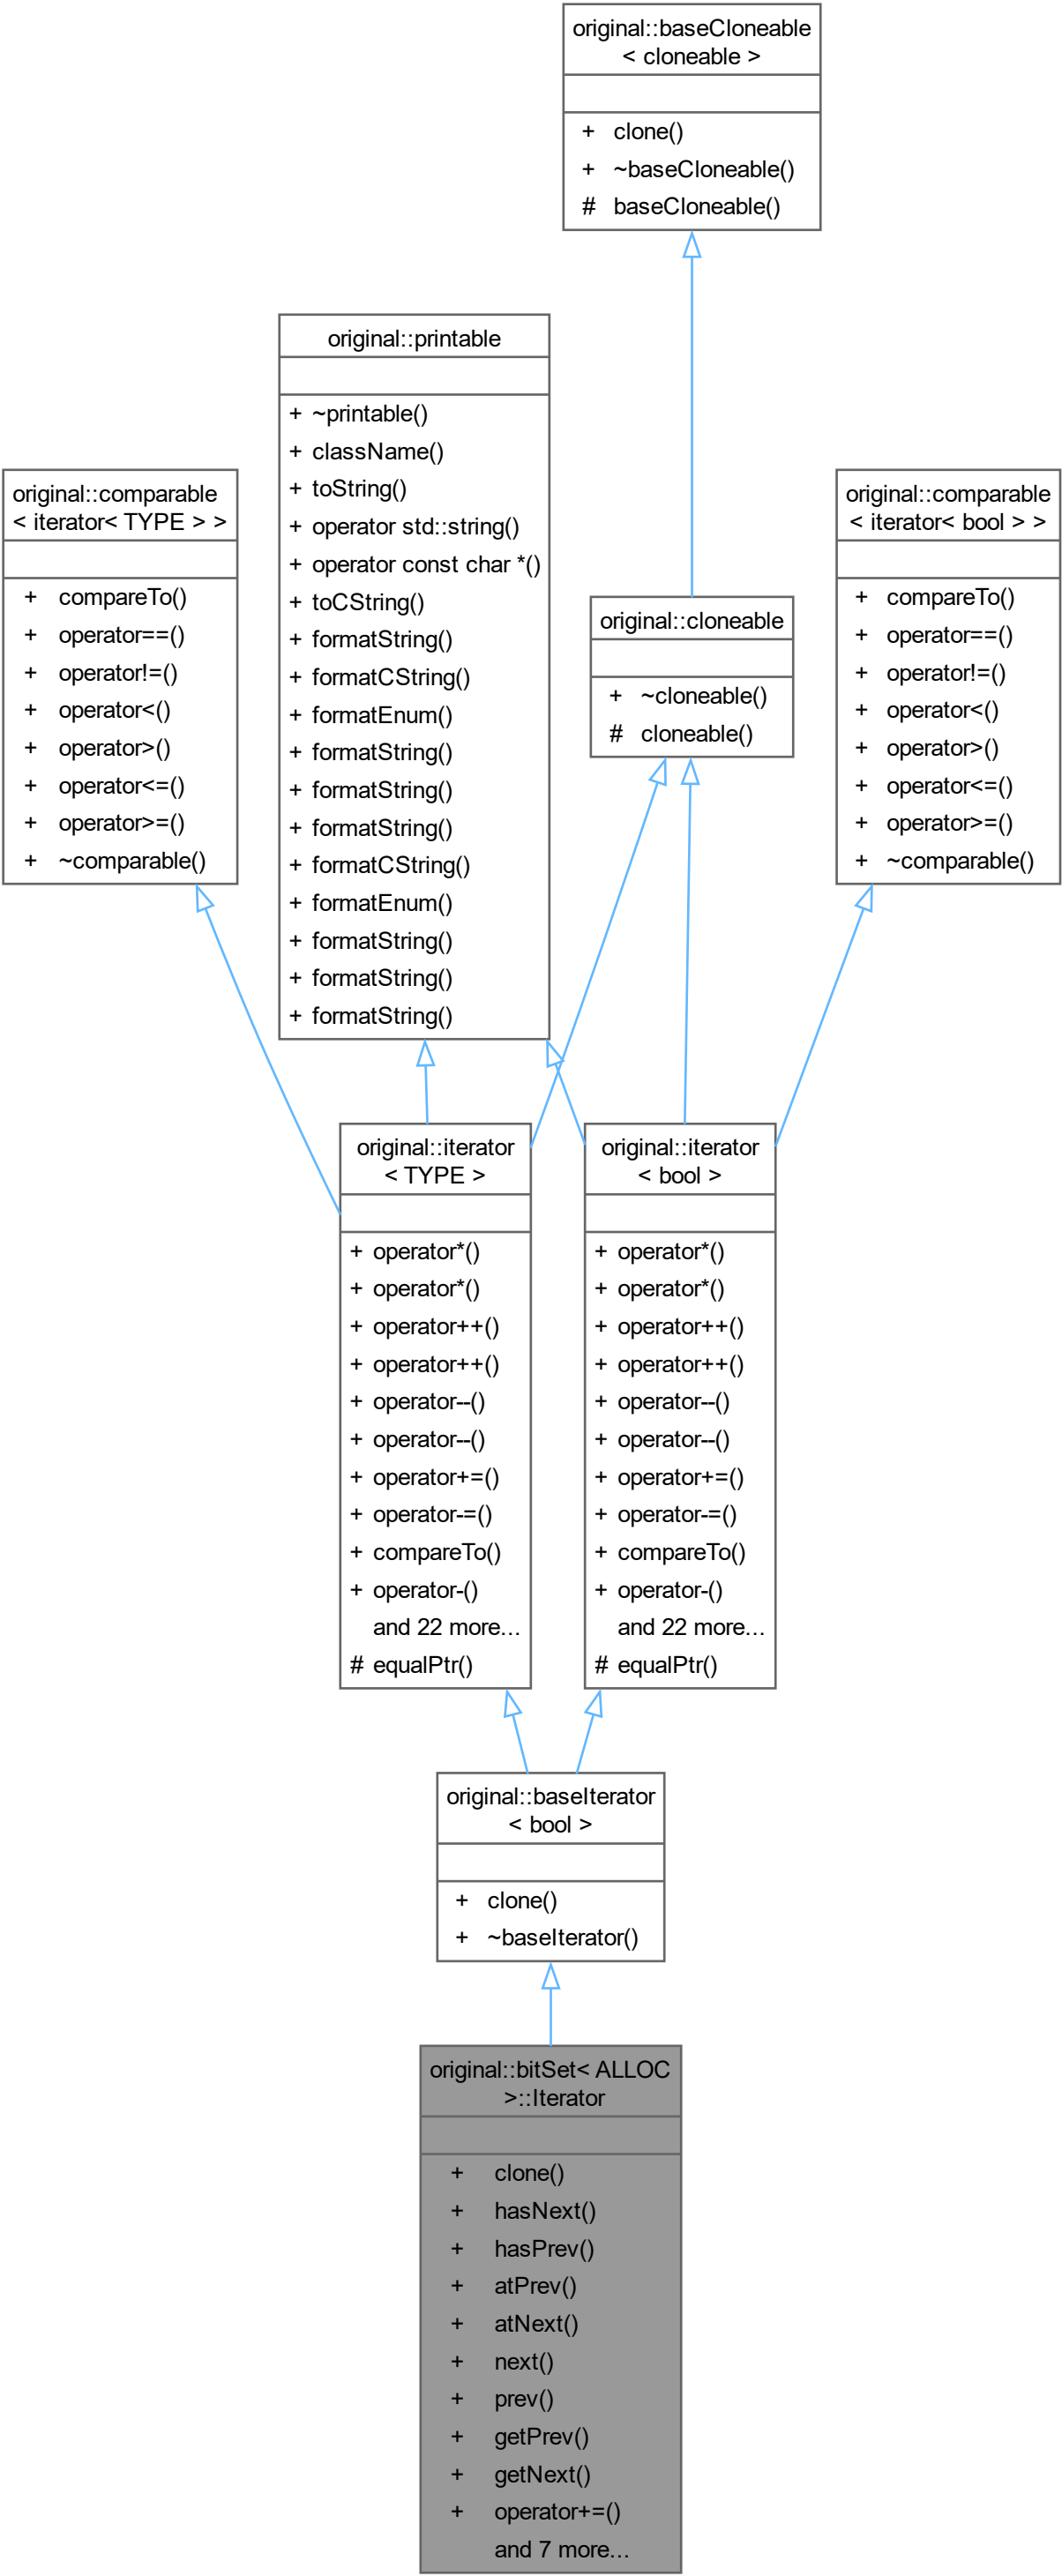 original::baseCloneable
< cloneable >
+ clone()
+ ~baseCloneable()
# baseCloneable()
original::printable
+ ~printable()
+ className()
+ toString()
+ operator std::string()
+ operator const char *()
+ toCString()
+ formatString()
+ formatCString()
+ formatEnum()
+ formatString()
+ formatString()
+ formatString()
+ formatCString()
+ formatEnum()
+ formatString()
+ formatString()
+ formatString()
original::comparable
< iterator< TYPE > >
+ compareTo()
+ operator==()
+ operator!=()
+ operator<()
+ operator>()
+ operator<=()
+ operator>=()
+ ~comparable()
original::cloneable
+ ~cloneable()
# cloneable()
original::comparable
< iterator< bool > >
+ compareTo()
+ operator==()
+ operator!=()
+ operator<()
+ operator>()
+ operator<=()
+ operator>=()
+ ~comparable()
original::iterator
< TYPE >
+ operator*()
+ operator*()
+ operator++()
+ operator++()
+ operator--()
+ operator--()
+ operator+=()
+ operator-=()
+ compareTo()
+ operator-()
and 22 more...
# equalPtr()
original::iterator
< bool >
+ operator*()
+ operator*()
+ operator++()
+ operator++()
+ operator--()
+ operator--()
+ operator+=()
+ operator-=()
+ compareTo()
+ operator-()
and 22 more...
# equalPtr()
original::baseIterator
< bool >
+ clone()
+ ~baseIterator()
original::bitSet< ALLOC
>::Iterator
+ clone()
+ hasNext()
+ hasPrev()
+ atPrev()
+ atNext()
+ next()
+ prev()
+ getPrev()
+ getNext()
+ operator+=()
and 7 more...